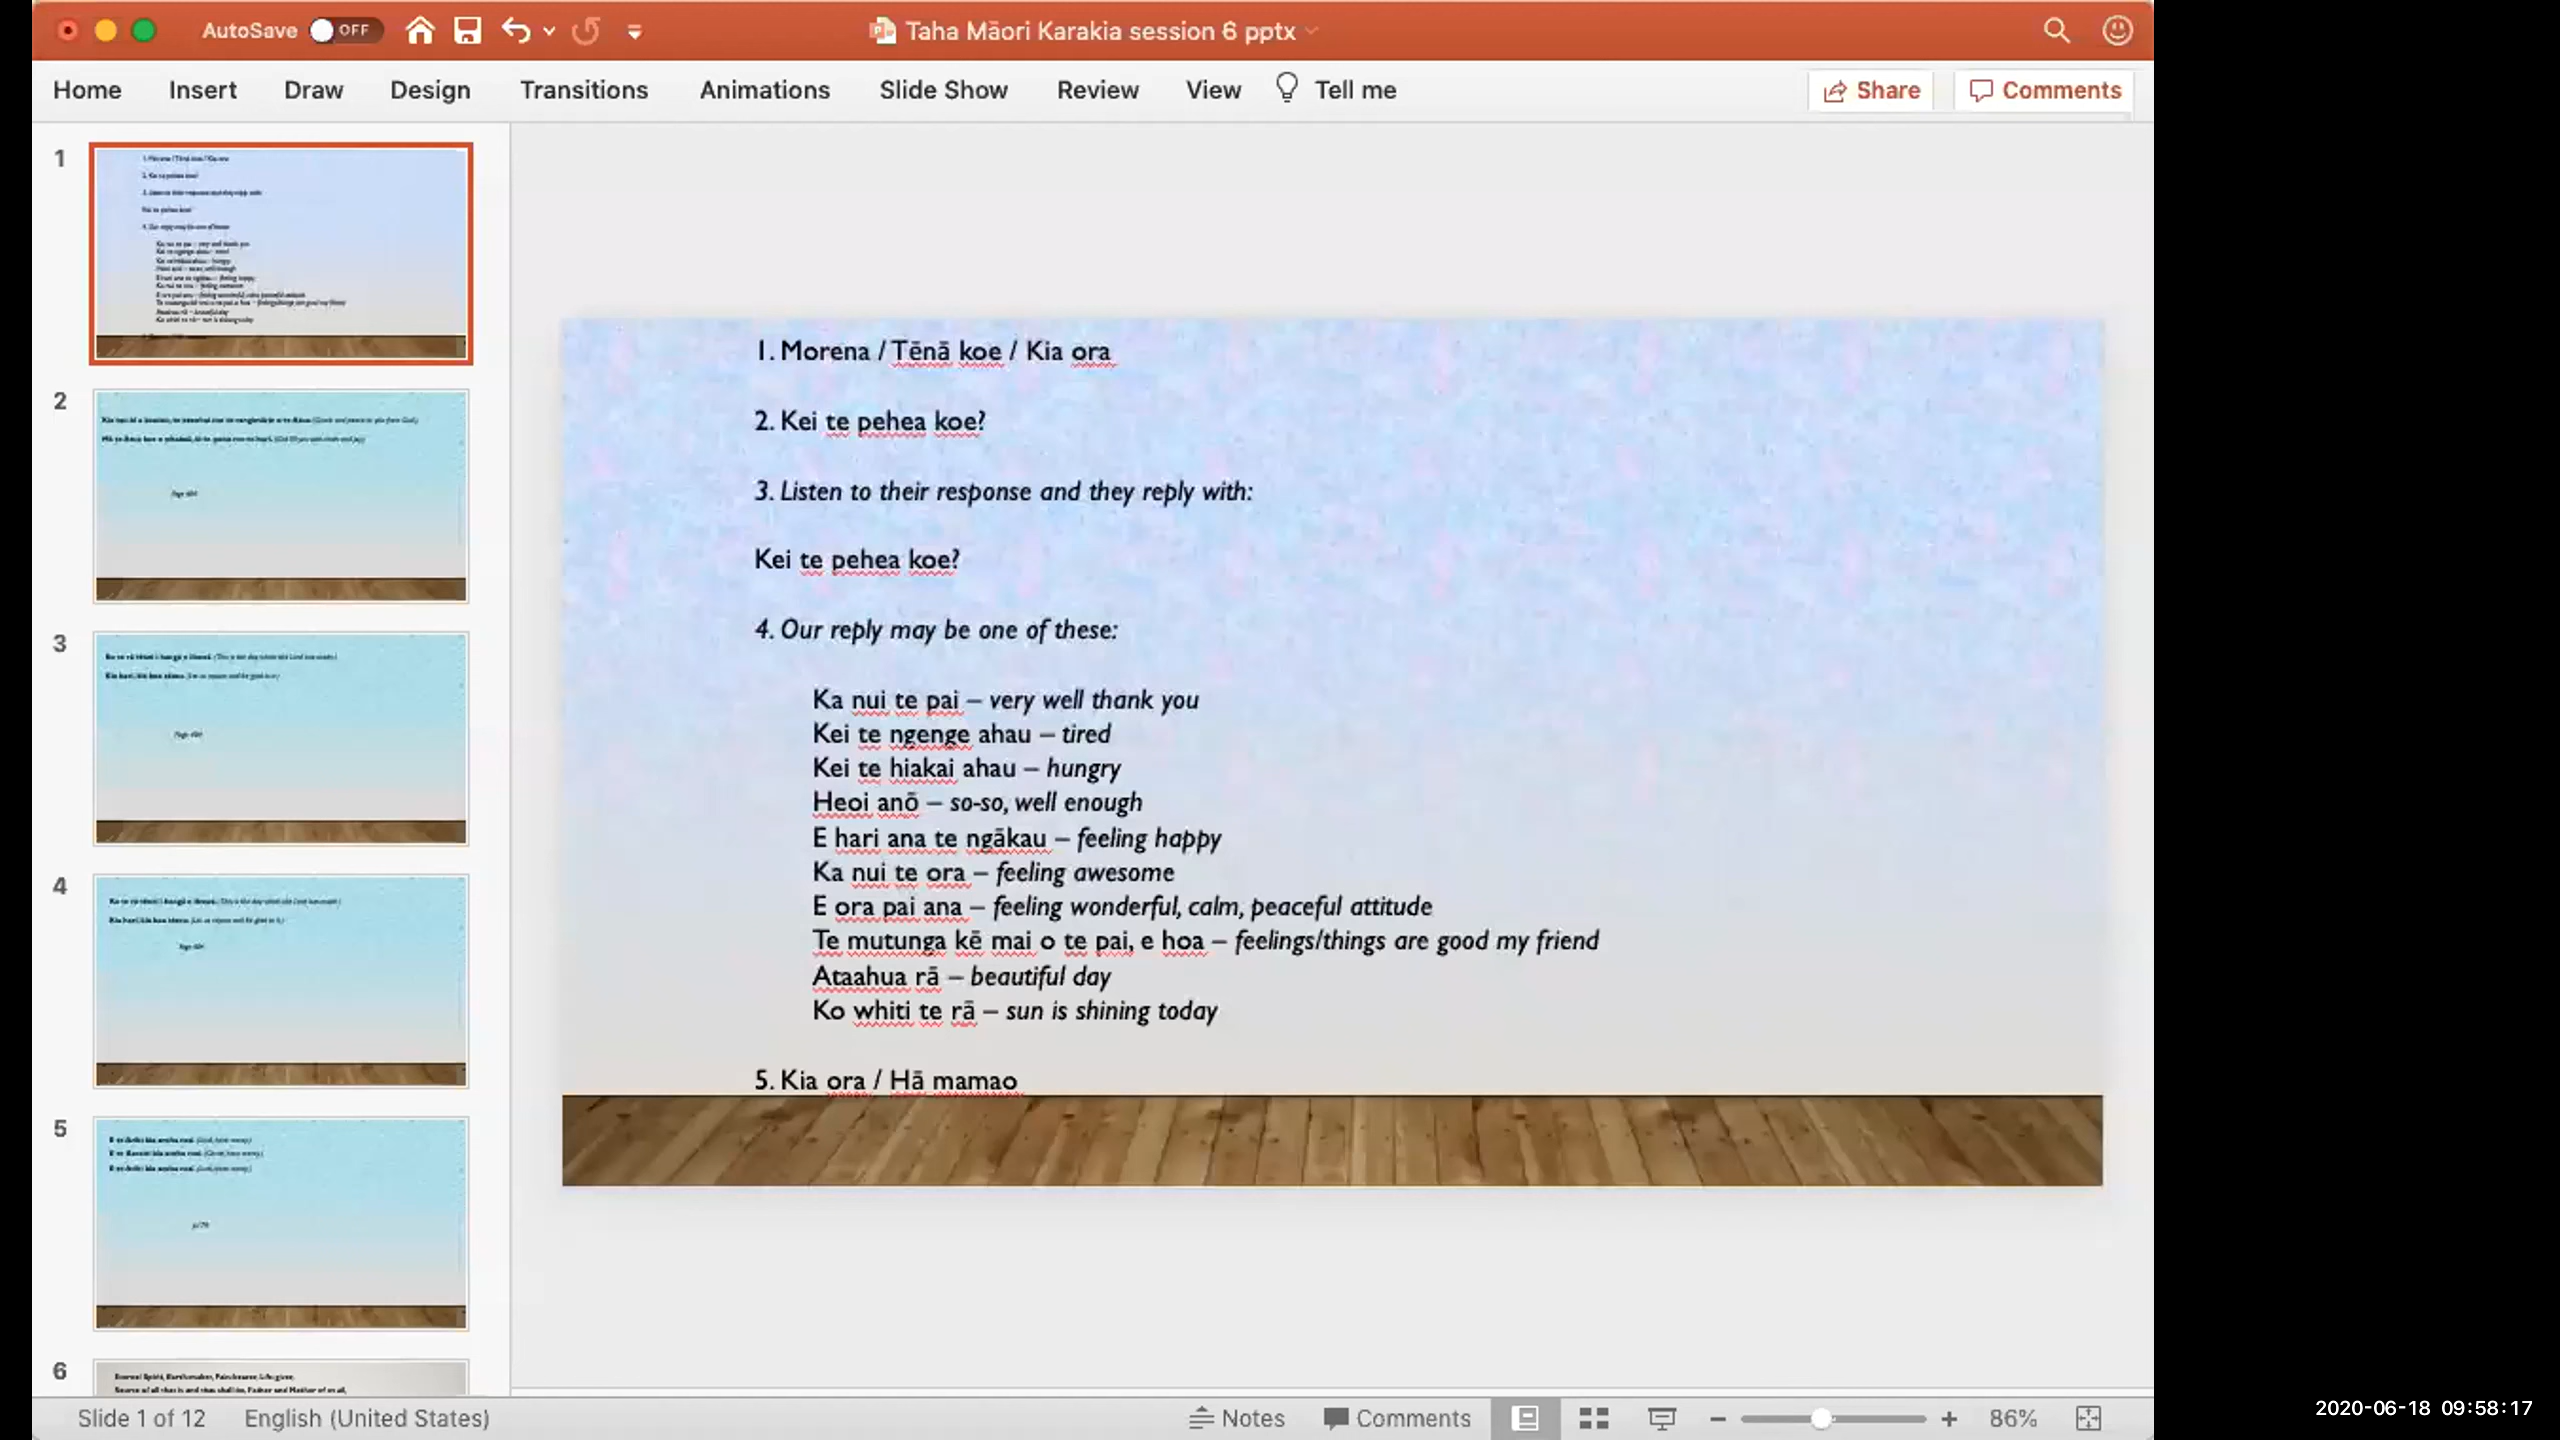 AutoSave OFF Taha Māori Karakia session 6 pptx
Home Insert Draw Design Transitions Animations Slide Show Review View Tell me Share Comments
1
2
3
4
5
6
1. Morena / Tēnā koe / Kia ora
2. Kei te pehea koe?
3. Listen to their response and they reply with:
Kei te pehea koe?
4. Our reply may be one of these:
Ka nui te pai – very well thank you
Kei te ngenge ahau – tired
Kei te hiakai ahau – hungry
Heoi anō – so-so, well enough
E hari ana te ngākau – feeling happy
Ka nui te ora – feeling awesome
E ora pai ana – feeling wonderful, calm, peaceful attitude
Te mutunga kē mai o te pai, e hoa – feelings/things are good my friend
Ataahua rā – beautiful day
Ko whiti te rā – sun is shining today
5. Kia ora / Hā mamao
Slide 1 of 12 English (United States) Notes Comments 86%
2020-06-18 09:58:17